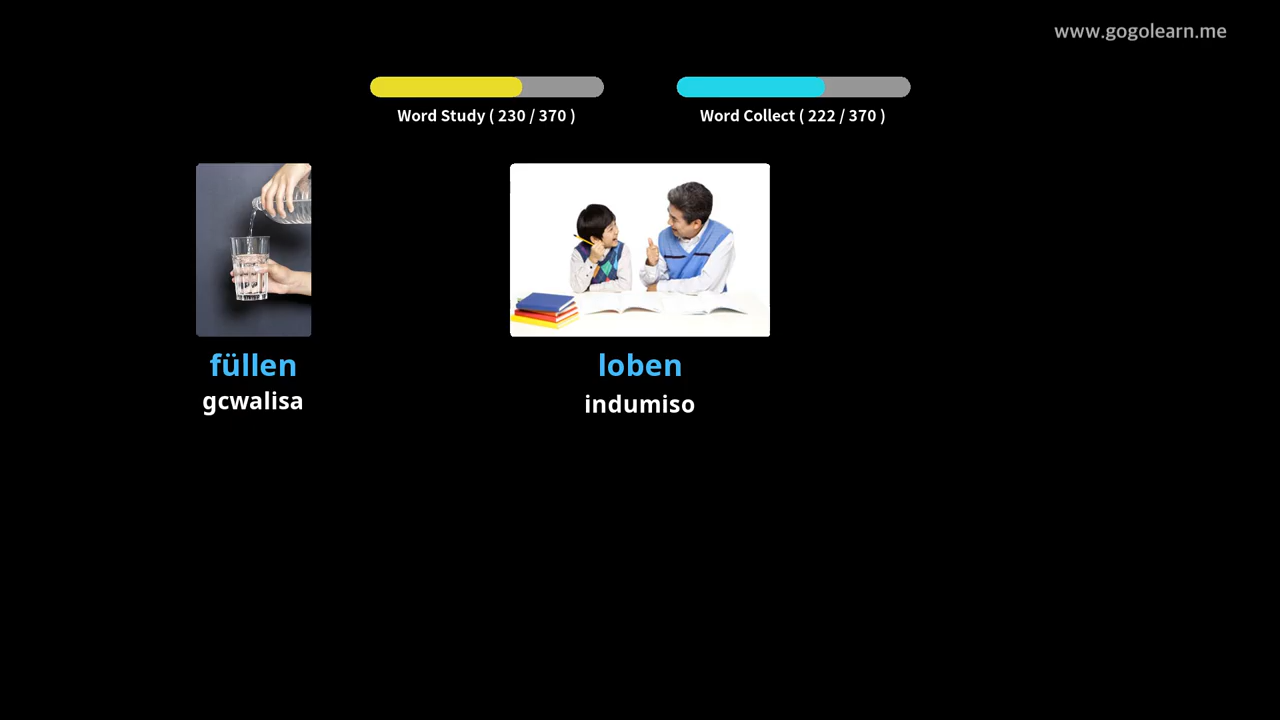 www.gogolearn.me
Word Study ( 230 / 370 )
Word Collect ( 222 / 370 )
füllen
gcwalisa
loben
indumiso